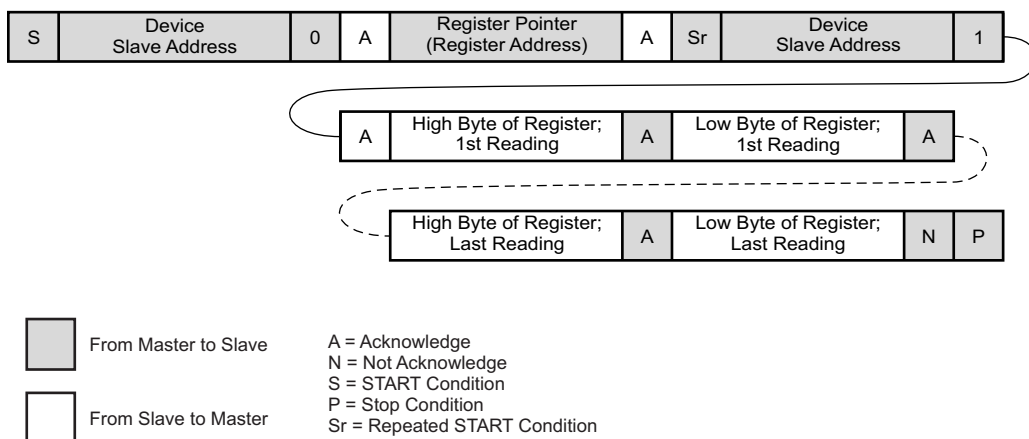 S Device Slave Address 0 A Register Pointer (Register Address) A Sr Device Slave Address 1
A High Byte of Register; 1st Reading A Low Byte of Register; 1st Reading A
High Byte of Register; Last Reading A Low Byte of Register; Last Reading N P
From Master to Slave
From Slave to Master
A = Acknowledge
N = Not Acknowledge
S = START Condition
P = Stop Condition
Sr = Repeated START Condition